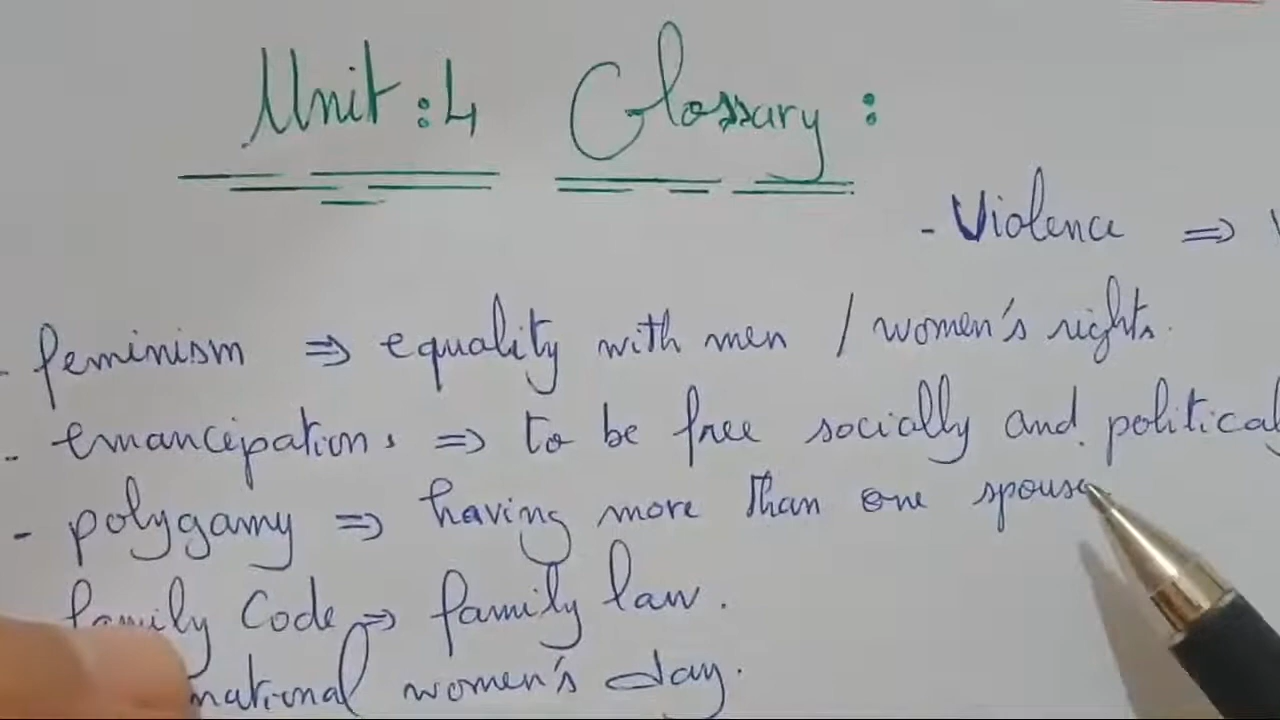 Unit : 4 Glossary :
- Violence ⇒
- feminism ⇒ equality with men / women's rights.
- emancipation ⇒ to be free socially and political
- polygamy ⇒ having more than one spouse
family Code ⇒ family law.
national women's day.